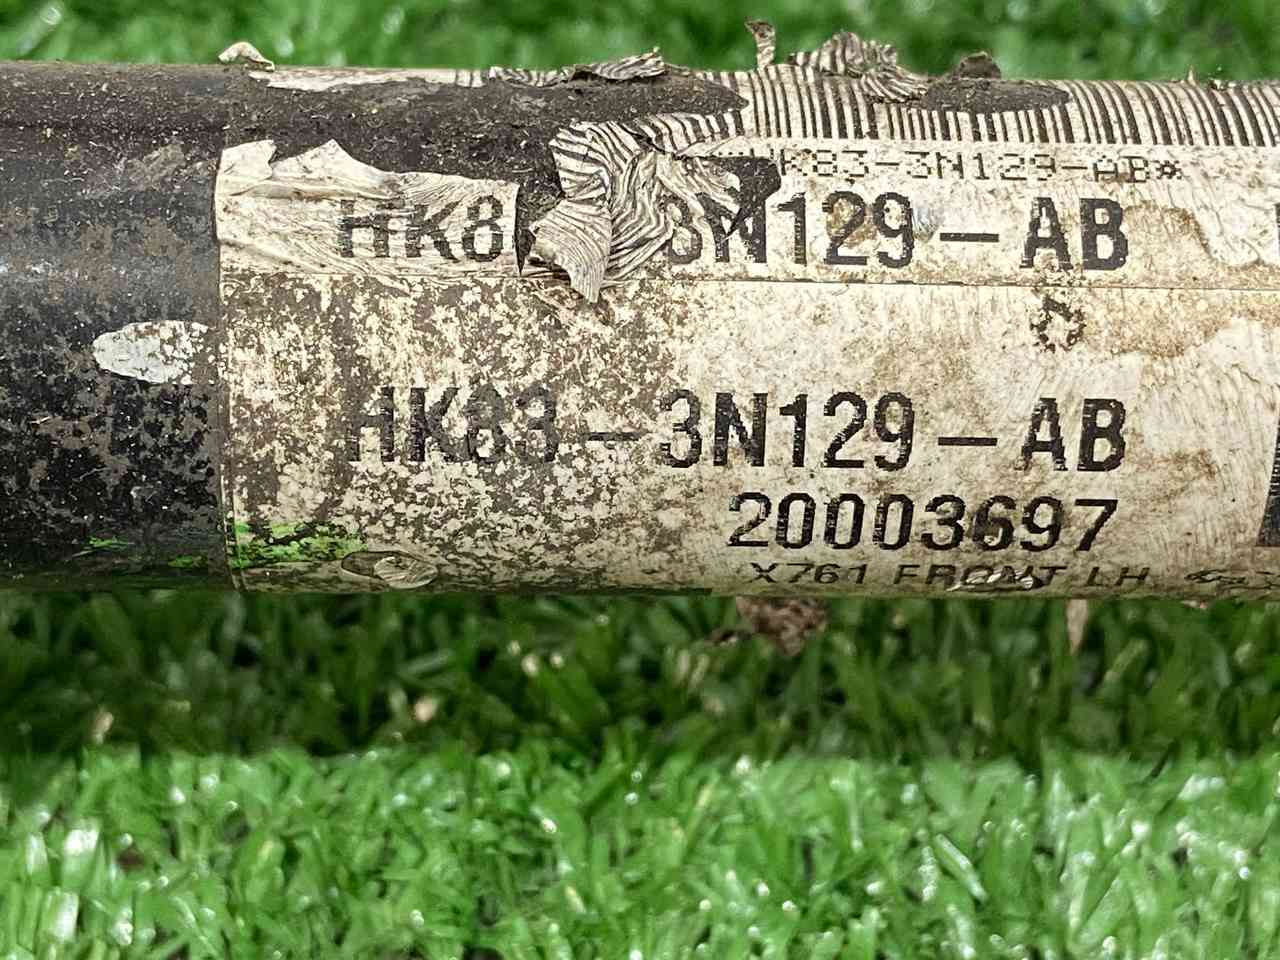 K83-3N129-AB*
HK8 3N129-AB
HK83-3N129-AB
20003697
X761 FRONT LH